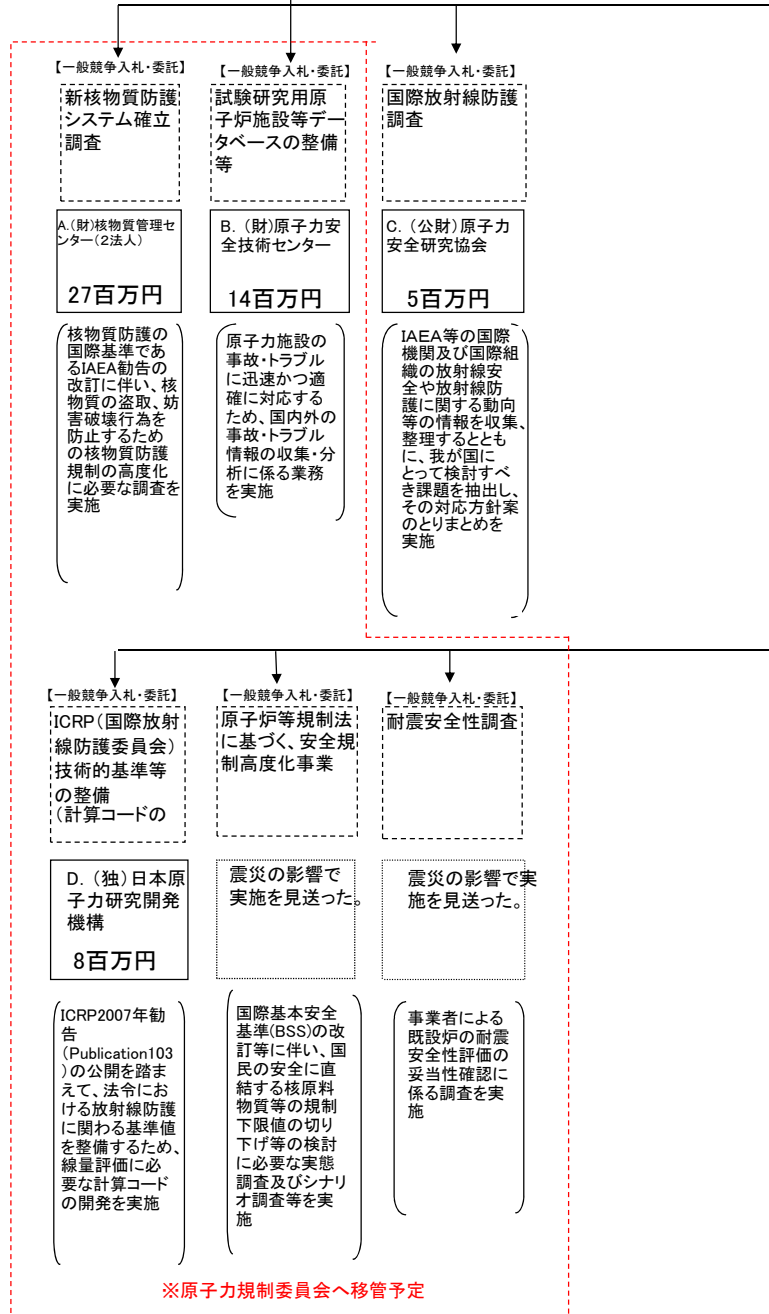 【一般競争入札・委託】
新核物質防護
システム確立
調査
A.(財)核物質管理セ
ンター(2法人)
27百万円
核物質防護の
国際基準であ
るIAEA勧告の
改訂に伴い、核
物質の盗取、妨
害破壊行為を
防止するため
の核物質防護
規制の高度化
に必要な調査を
実施
【一般競争入札・委託】
試験研究用原
子炉施設等デー
タベースの整備
等
B. (財)原子力安
全技術センター
14百万円
原子力施設の
事故・トラブル
に迅速かつ適
確に対応する
ため、国内外の
事故・トラブル
情報の収集・分
析に係る業務
を実施
【一般競争入札・委託】
国際放射線防護
調査
C. (公財)原子力
安全研究協会
5百万円
IAEA等の国際
機関及び国際組
織の放射線安
全や放射線防
護に関する動向
等の情報を収集、
整理するととも
に、我が国に
とって検討すべ
き課題を抽出し、
その対応方針案
のとりまとめを
実施
【一般競争入札・委託】
ICRP(国際放射
線防護委員会)
技術的基準等
の整備
(計算コードの
D. (独)日本原
子力研究開発
機構
8百万円
ICRP2007年勧
告
(Publication103
)の公開を踏ま
えて、法令にお
ける放射線防護
に関わる基準値
を整備するため、
線量評価に必
要な計算コード
の開発を実施
【一般競争入札・委託】
原子炉等規制法
に基づく、安全規
制高度化事業
震災の影響で
実施を見送った。
国際基本安全
基準(BSS)の改
訂等に伴い、国
民の安全に直
結する核原料
物質等の規制
下限値の切り
下げ等の検討
に必要な実態
調査及びシナリ
オ調査等を実
施
【一般競争入札・委託】
耐震安全性調査
震災の影響で実
施を見送った。
事業者による
既設炉の耐震
安全性評価の
妥当性確認に
係る調査を実
施
※原子力規制委員会へ移管予定